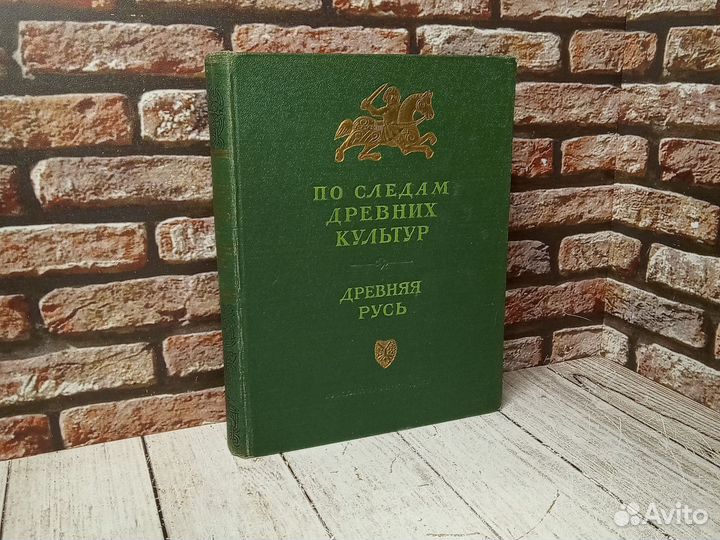 ПО СЛЕДАМ
ДРЕВНИХ
КУЛЬТУР
ДРЕВНЯЯ
РУСЬ
Avito